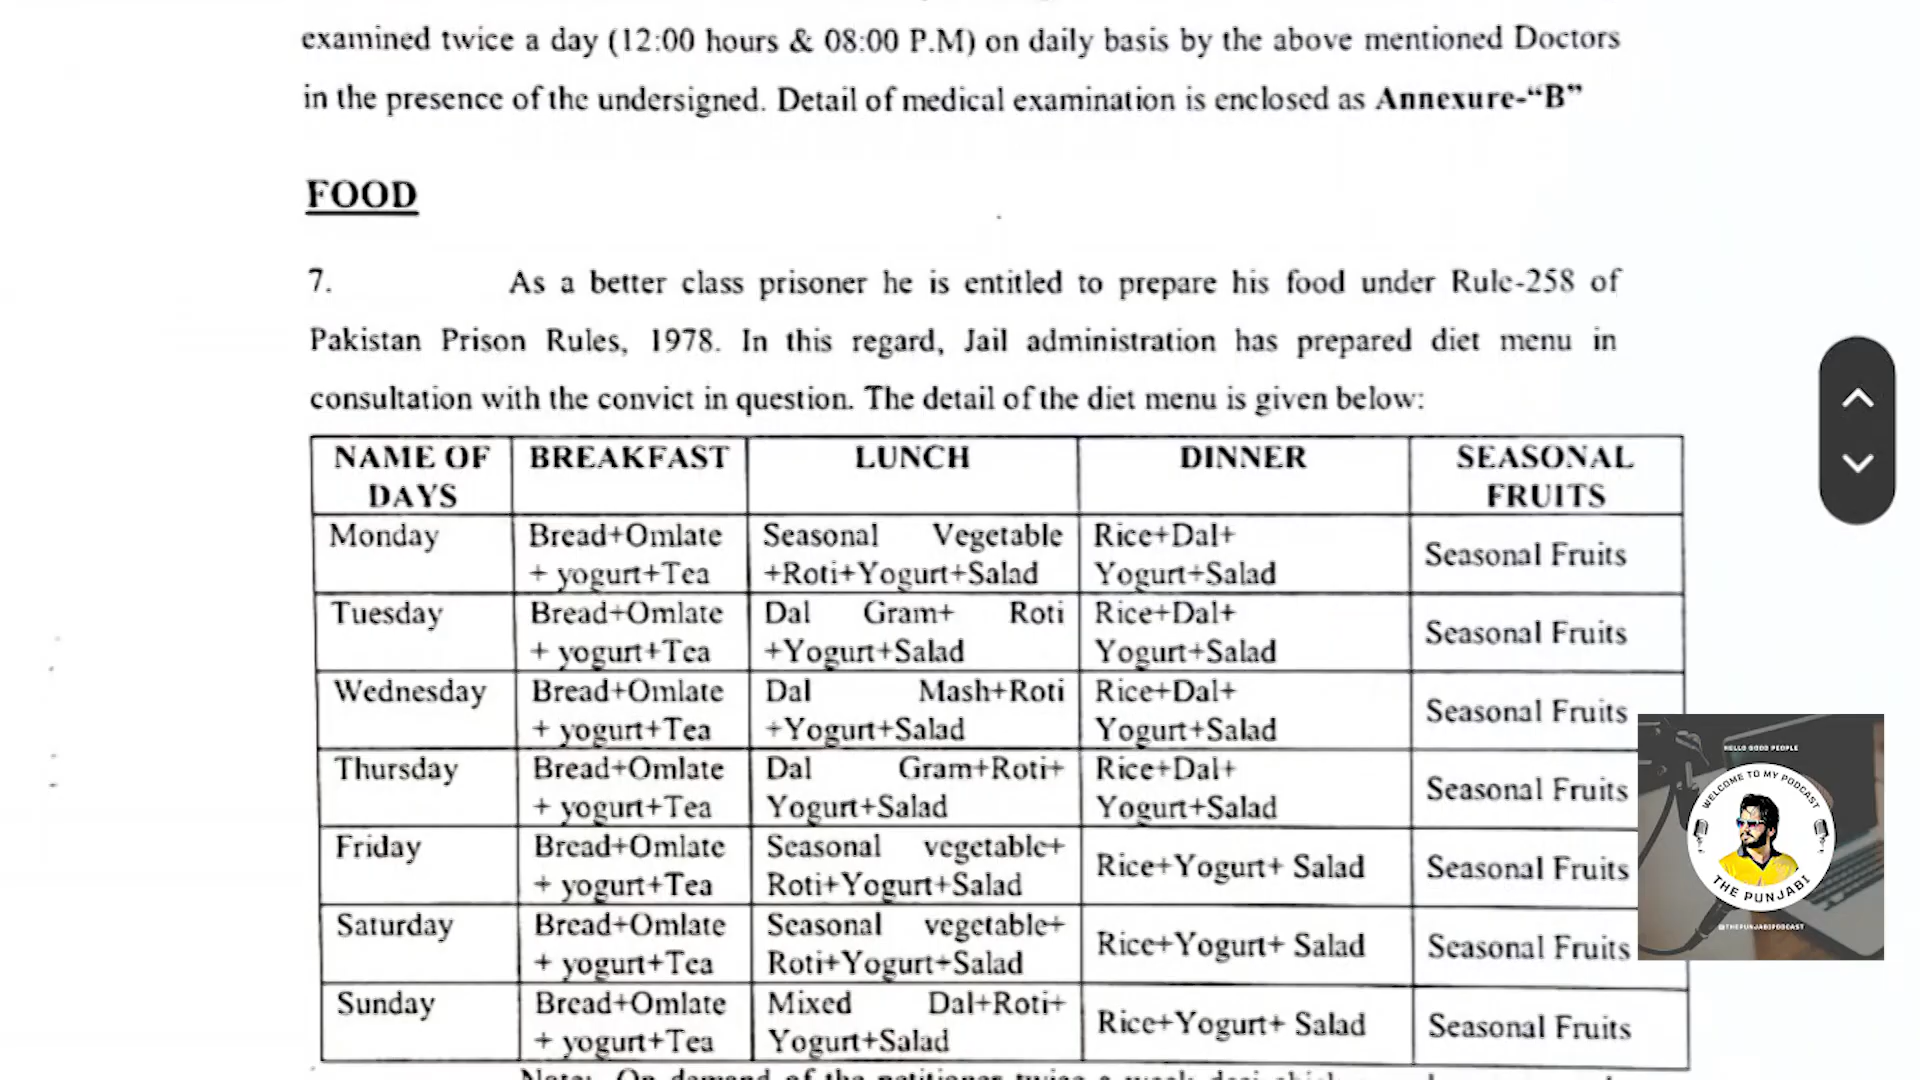 examined twice a day (12:00 hours & 08:00 P.M) on daily basis by the above mentioned Doctors
in the presence of the undersigned. Detail of medical examination is enclosed as Annexure-“B”
FOOD
7. As a better class prisoner he is entitled to prepare his food under Rule-258 of
Pakistan Prison Rules, 1978. In this regard, Jail administration has prepared diet menu in
consultation with the convict in question. The detail of the diet menu is given below:
NAME OF DAYS BREAKFAST LUNCH DINNER SEASONAL FRUITS
Monday Bread+Omlate + yogurt+Tea Seasonal Vegetable +Roti+Yogurt+Salad Rice+Dal+ Yogurt+Salad Seasonal Fruits
Tuesday Bread+Omlate + yogurt+Tea Dal Gram+ Roti +Yogurt+Salad Rice+Dal+ Yogurt+Salad Seasonal Fruits
Wednesday Bread+Omlate + yogurt+Tea Dal Mash+Roti +Yogurt+Salad Rice+Dal+ Yogurt+Salad Seasonal Fruits
Thursday Bread+Omlate + yogurt+Tea Dal Gram+Roti+ Yogurt+Salad Rice+Dal+ Yogurt+Salad Seasonal Fruits
Friday Bread+Omlate + yogurt+Tea Seasonal vegetable+ Roti+Yogurt+Salad Rice+Yogurt+ Salad Seasonal Fruits
Saturday Bread+Omlate + yogurt+Tea Seasonal vegetable+ Roti+Yogurt+Salad Rice+Yogurt+ Salad Seasonal Fruits
Sunday Bread+Omlate + yogurt+Tea Mixed Dal+Roti+ Yogurt+Salad Rice+Yogurt+ Salad Seasonal Fruits
Note: On demand of the petitioner twice a week desi
HELLO GOOD PEOPLE
WELCOME TO MY PODCAST
THE PUNJABI
@THEPUNJABIPODCAST